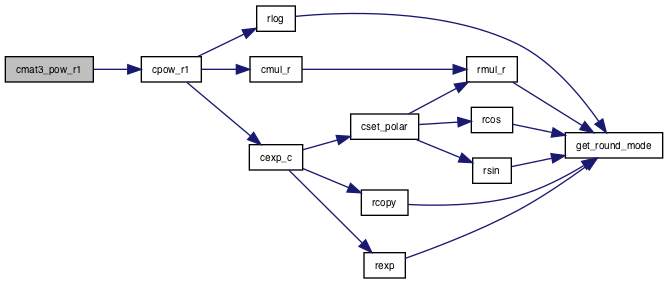 cmat3_pow_r1
cpow_r1
rlog
cmul_r
cexp_c
cset_polar
rcopy
rexp
rmul_r
rcos
rsin
get_round_mode